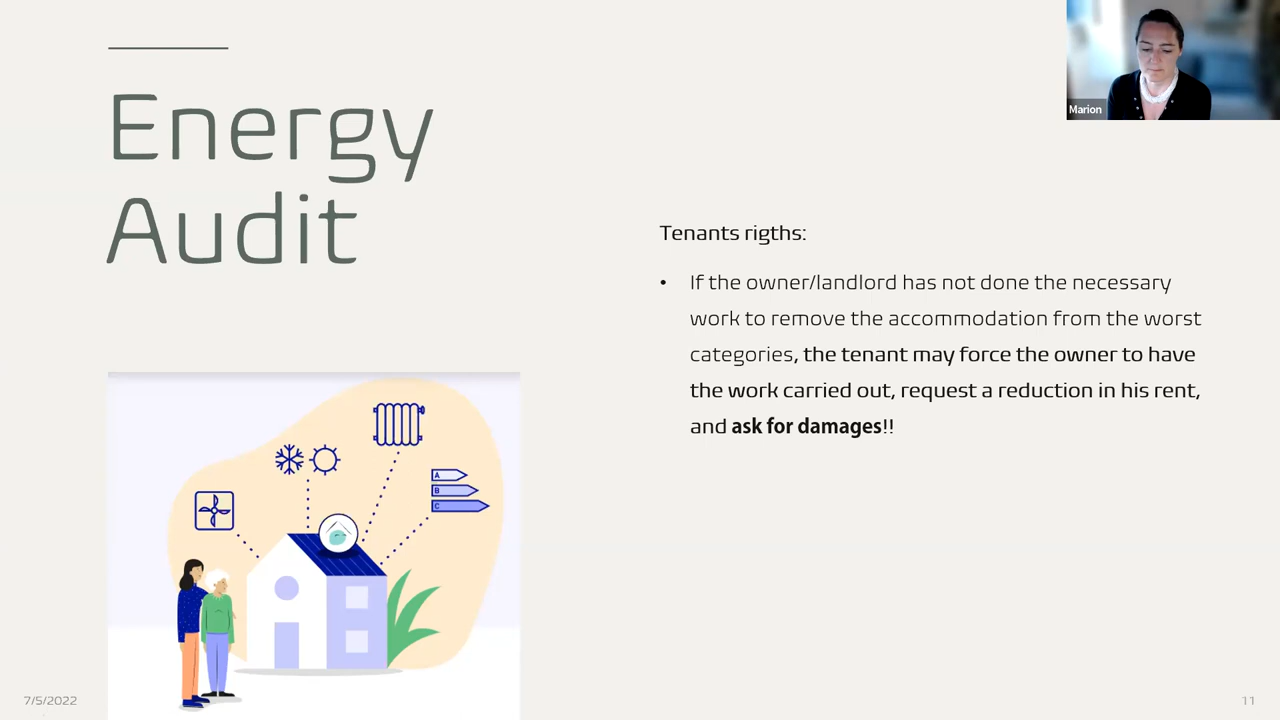 Energy
Audit
Marion
Tenants rigths:
• If the owner/landlord has not done the necessary
work to remove the accommodation from the worst
categories, the tenant may force the owner to have
the work carried out, request a reduction in his rent,
and ask for damages!!
A
B
C
7/5/2022
11